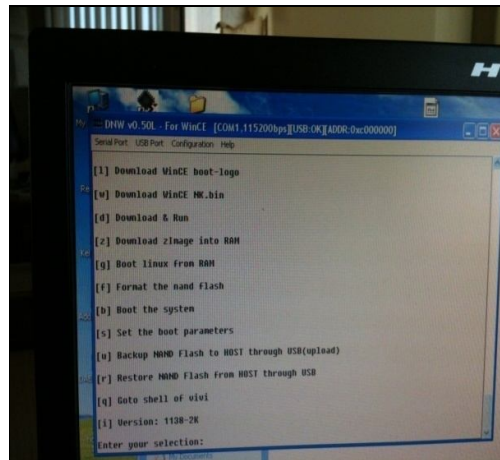 DNW v0.50L - For WinCE [COM1,115200bps][USB:OK][ADDR:0xc000000]
Serial Port USB Port Configuration Help
[l] Download WinCE boot-logo
[w] Download WinCE NK.bin
[d] Download & Run
[z] Download zImage into RAM
[g] Boot linux from RAM
[f] Format the nand flash
[b] Boot the system
[s] Set the boot parameters
[u] Backup NAND Flash to HOST through USB(upload)
[r] Restore NAND Flash from HOST through USB
[q] Goto shell of vivi
[i] Version: 1138-2K
Enter your selection:
My Documents